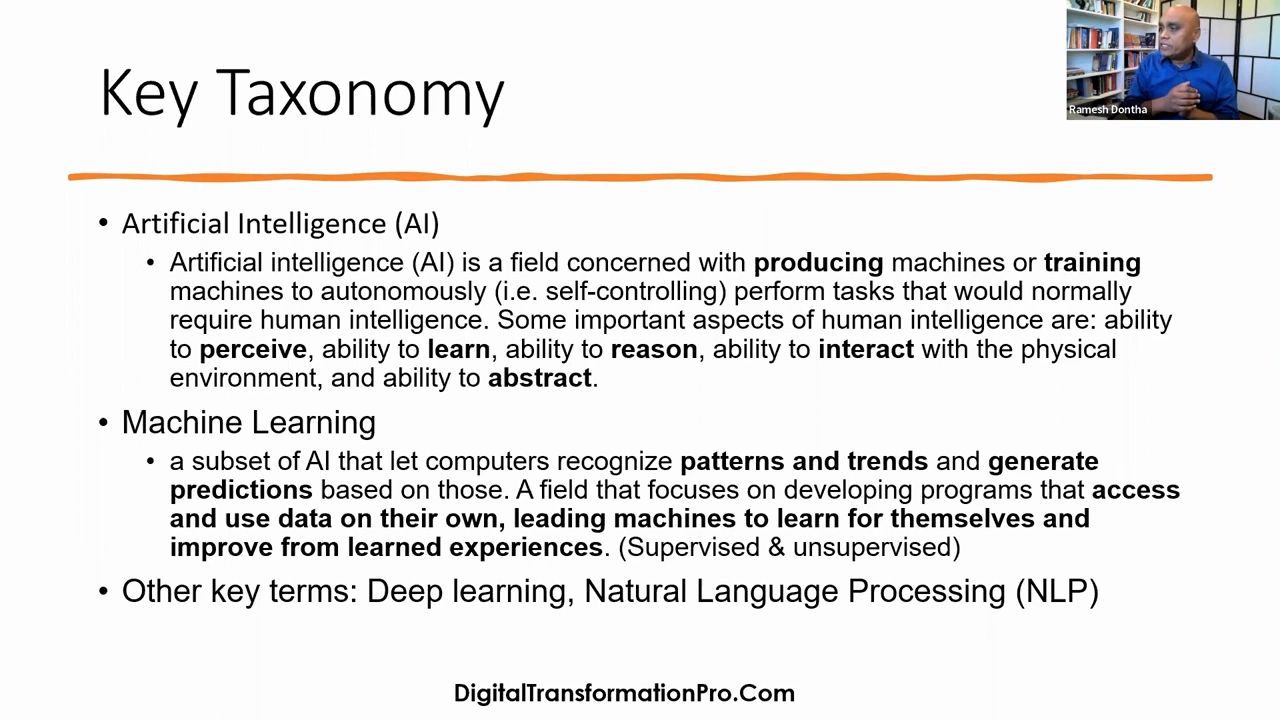 Key Taxonomy
Ramesh Dontha
• Artificial Intelligence (AI)
• Artificial intelligence (AI) is a field concerned with producing machines or training
machines to autonomously (i.e. self-controlling) perform tasks that would normally
require human intelligence. Some important aspects of human intelligence are: ability
to perceive, ability to learn, ability to reason, ability to interact with the physical
environment, and ability to abstract.
• Machine Learning
• a subset of AI that let computers recognize patterns and trends and generate
predictions based on those. A field that focuses on developing programs that access
and use data on their own, leading machines to learn for themselves and
improve from learned experiences. (Supervised & unsupervised)
• Other key terms: Deep learning, Natural Language Processing (NLP)
DigitalTransformationPro.Com